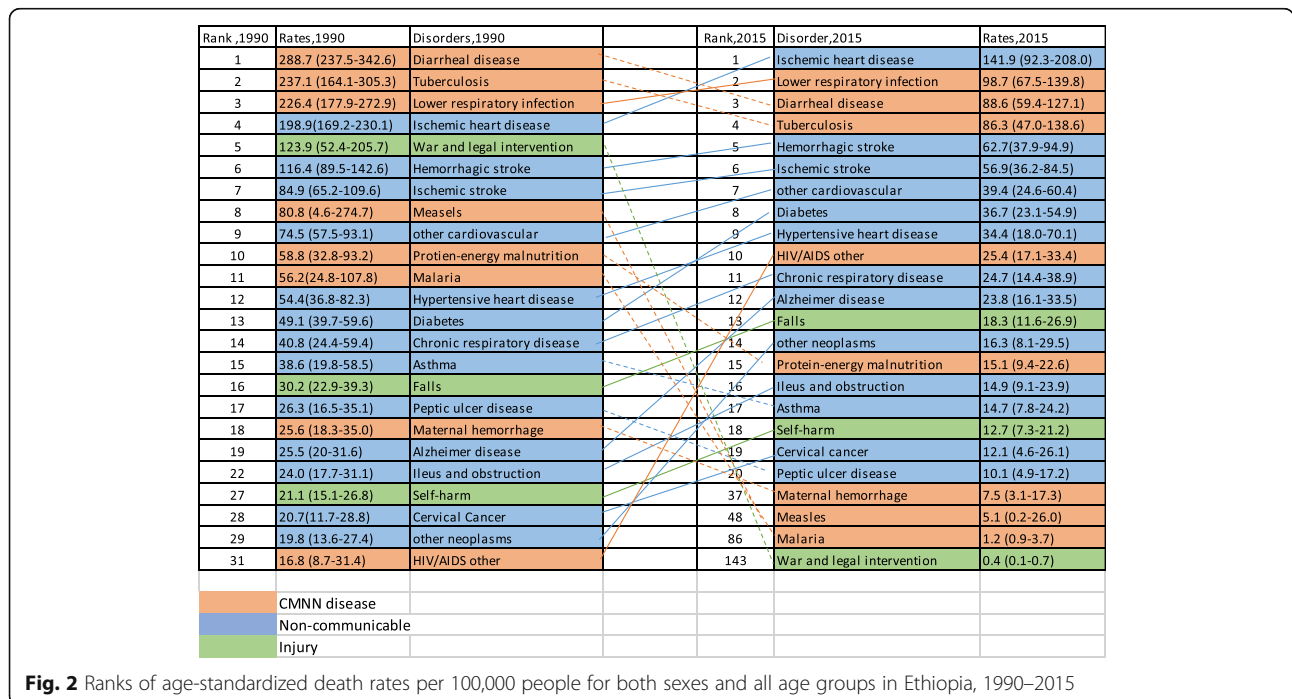 Rank ,1990 Rates,1990 Disorders,1990 Rank,2015 Disorder,2015 Rates,2015
1 288.7 (237.5-342.6) Diarrheal disease 1 Ischemic heart disease 141.9 (92.3-208.0)
2 237.1 (164.1-305.3) Tuberculosis 2 Lower respiratory infection 98.7 (67.5-139.8)
3 226.4 (177.9-272.9) Lower respiratory infection 3 Diarrheal disease 88.6 (59.4-127.1)
4 198.9(169.2-230.1) Ischemic heart disease 4 Tuberculosis 86.3 (47.0-138.6)
5 123.9 (52.4-205.7) War and legal intervention 5 Hemorrhagic stroke 62.7(37.9-94.9)
6 116.4 (89.5-142.6) Hemorrhagic stroke 6 Ischemic stroke 56.9(36.2-84.5)
7 84.9 (65.2-109.6) Ischemic stroke 7 other cardiovascular 39.4 (24.6-60.4)
8 80.8 (4.6-274.7) Measels 8 Diabetes 36.7 (23.1-54.9)
9 74.5 (57.5-93.1) other cardiovascular 9 Hypertensive heart disease 34.4 (18.0-70.1)
10 58.8 (32.8-93.2) Protien-energy malnutrition 10 HIV/AIDS other 25.4 (17.1-33.4)
11 56.2(24.8-107.8) Malaria 11 Chronic respiratory disease 24.7 (14.4-38.9)
12 54.4(36.8-82.3) Hypertensive heart disease 12 Alzheimer disease 23.8 (16.1-33.5)
13 49.1 (39.7-59.6) Diabetes 13 Falls 18.3 (11.6-26.9)
14 40.8 (24.4-59.4) Chronic respiratory disease 14 other neoplasms 16.3 (8.1-29.5)
15 38.6 (19.8-58.5) Asthma 15 Protein-energy malnutrition 15.1 (9.4-22.6)
16 30.2 (22.9-39.3) Falls 16 Ileus and obstruction 14.9 (9.1-23.9)
17 26.3 (16.5-35.1) Peptic ulcer disease 17 Asthma 14.7 (7.8-24.2)
18 25.6 (18.3-35.0) Maternal hemorrhage 18 Self-harm 12.7 (7.3-21.2)
19 25.5 (20-31.6) Alzheimer disease 19 Cervical cancer 12.1 (4.6-26.1)
22 24.0 (17.7-31.1) Ileus and obstruction 20 Peptic ulcer disease 10.1 (4.9-17.2)
27 21.1 (15.1-26.8) Self-harm 37 Maternal hemorrhage 7.5 (3.1-17.3)
28 20.7(11.7-28.8) Cervical Cancer 48 Measles 5.1 (0.2-26.0)
29 19.8 (13.6-27.4) other neoplasms 86 Malaria 1.2 (0.9-3.7)
31 16.8 (8.7-31.4) HIV/AIDS other 143 War and legal intervention 0.4 (0.1-0.7)
CMNN disease
Non-communicable
Injury
Fig. 2 Ranks of age-standardized death rates per 100,000 people for both sexes and all age groups in Ethiopia, 1990–2015